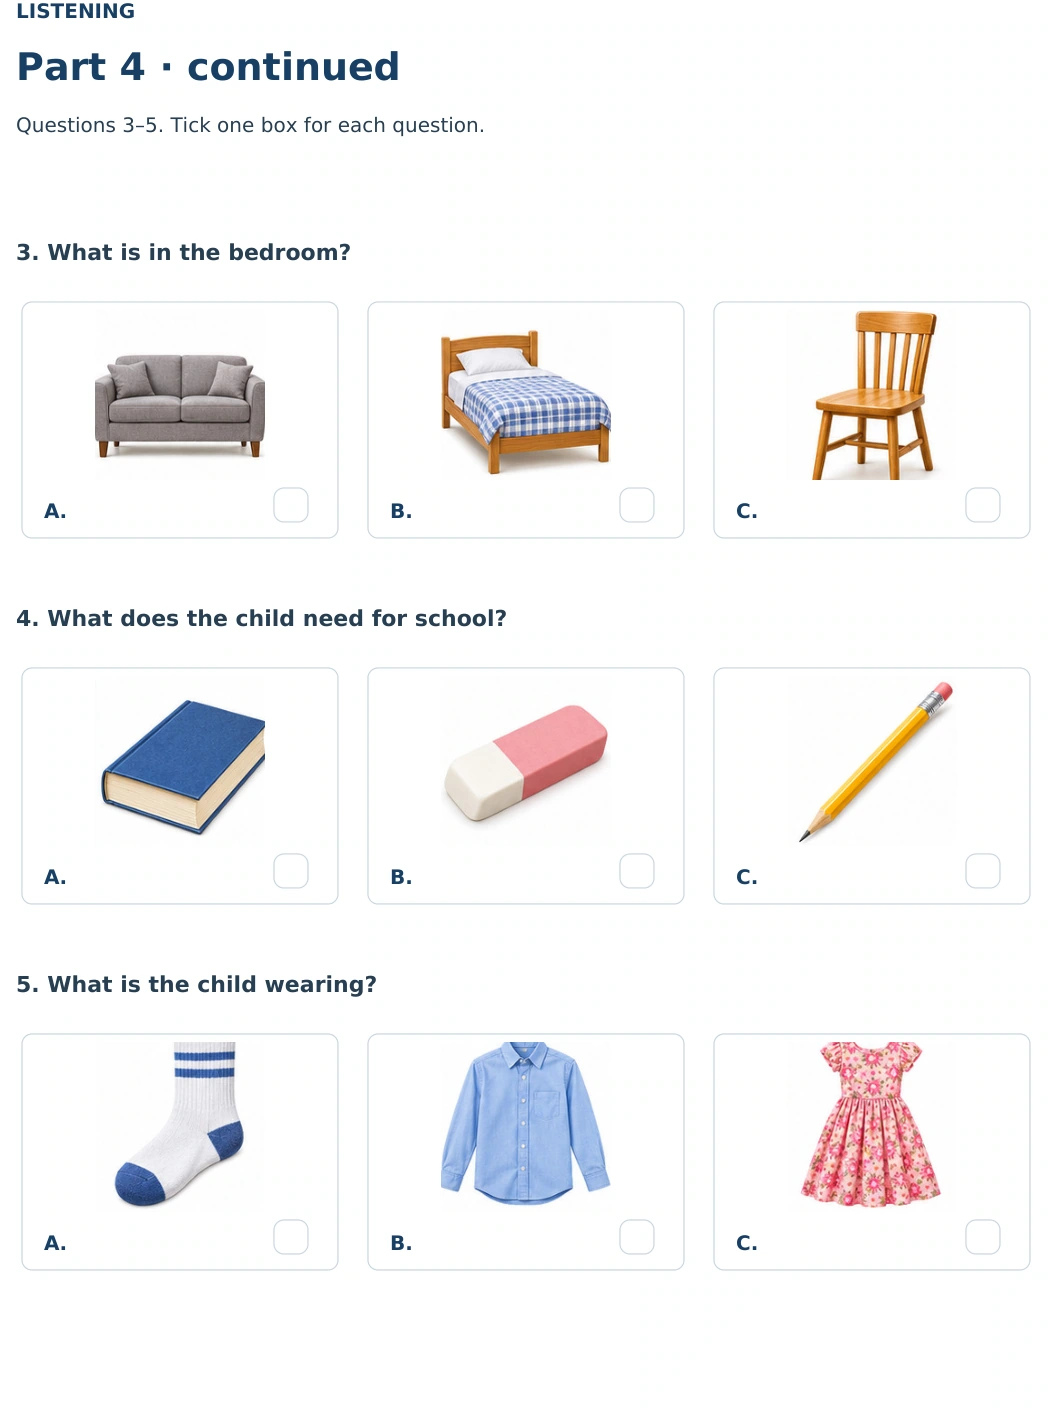 LISTENING
Part 4 · continued
Questions 3–5. Tick one box for each question.
3. What is in the bedroom?
A.
B.
C.
4. What does the child need for school?
A.
B.
C.
5. What is the child wearing?
A.
B.
C.